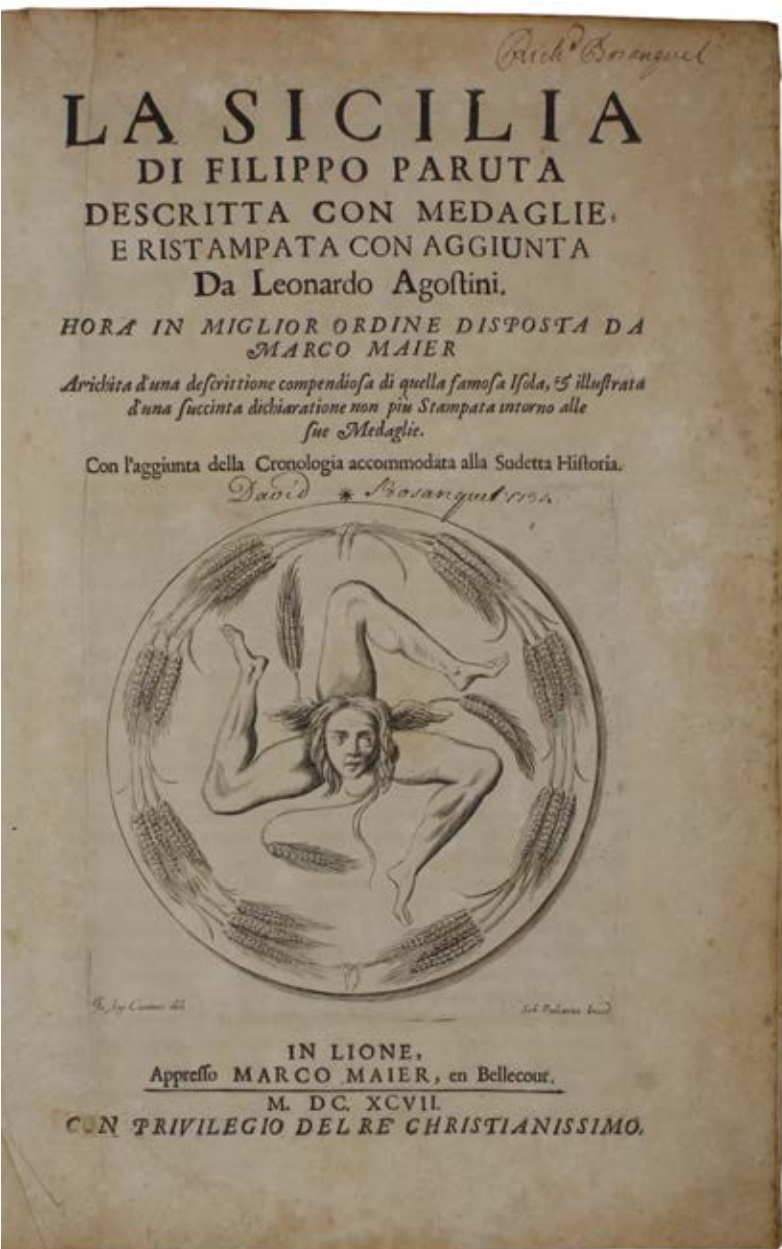 Rich^d Bosanquet
LA SICILIA
DI FILIPPO PARUTA
DESCRITTA CON MEDAGLIE,
E RISTAMPATA CON AGGIUNTA
Da Leonardo Agoſtini.
HORA IN MIGLIOR ORDINE DISPOSTA DA
MARCO MAIER
Arichita d'una deſcrittione compendioſa di quella famoſa Iſola, & illuſtrata
d'una ſuccinta dichiaratione non più Stampata intorno alle
ſue Medaglie.
Con l'aggiunta della Cronologia accommodata alla Sudetta Hiſtoria.
David * Bosanquet
IN LIONE,
Appreſſo MARCO MAIER, en Bellecour.
M. DC. XCVII.
CON PRIVILEGIO DEL RE CHRISTIANISSIMO.